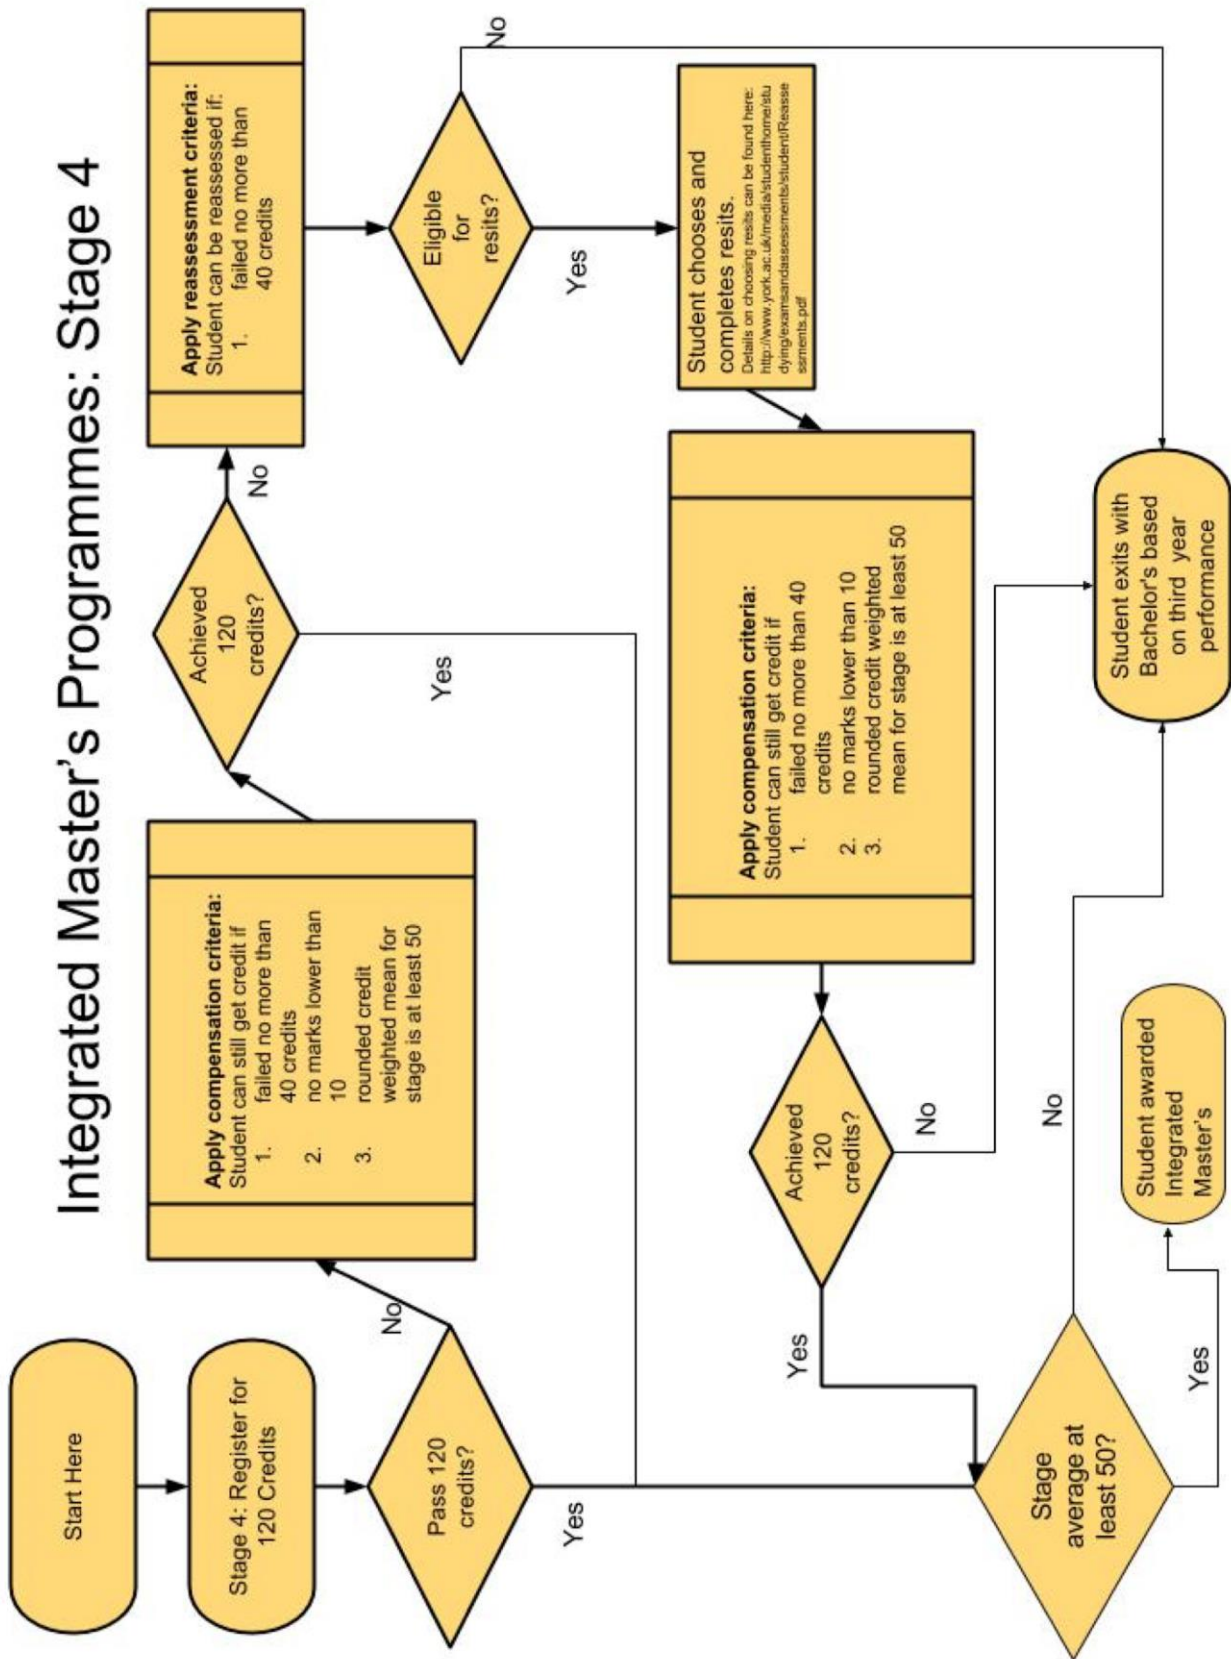 Integrated Master's Programmes: Stage 4
Start Here
Stage 4: Register for
120 Credits
Pass 120
credits?
No
Yes
Apply compensation criteria:
Student can still get credit if
1. failed no more than
40 credits
2. no marks lower than
10
3. rounded credit
weighted mean for
stage is at least 50
Achieved
120
credits?
No
Yes
Apply reassessment criteria:
Student can be reassessed if:
1. failed no more than
40 credits
Eligible
for
resits?
No
Yes
Student chooses and
completes resits.
Details on choosing resits can be found here:
http://www.york.ac.uk/media/studenthome/stu
dying/examsandassessments/student/Reasse
ssments.pdf
Apply compensation criteria:
Student can still get credit if
1. failed no more than 40
credits
2. no marks lower than 10
3. rounded credit weighted
mean for stage is at least 50
Achieved
120
credits?
No
Yes
Stage
average at
least 50?
No
Yes
Student awarded
Integrated
Master's
Student exits with
Bachelor's based
on third year
performance